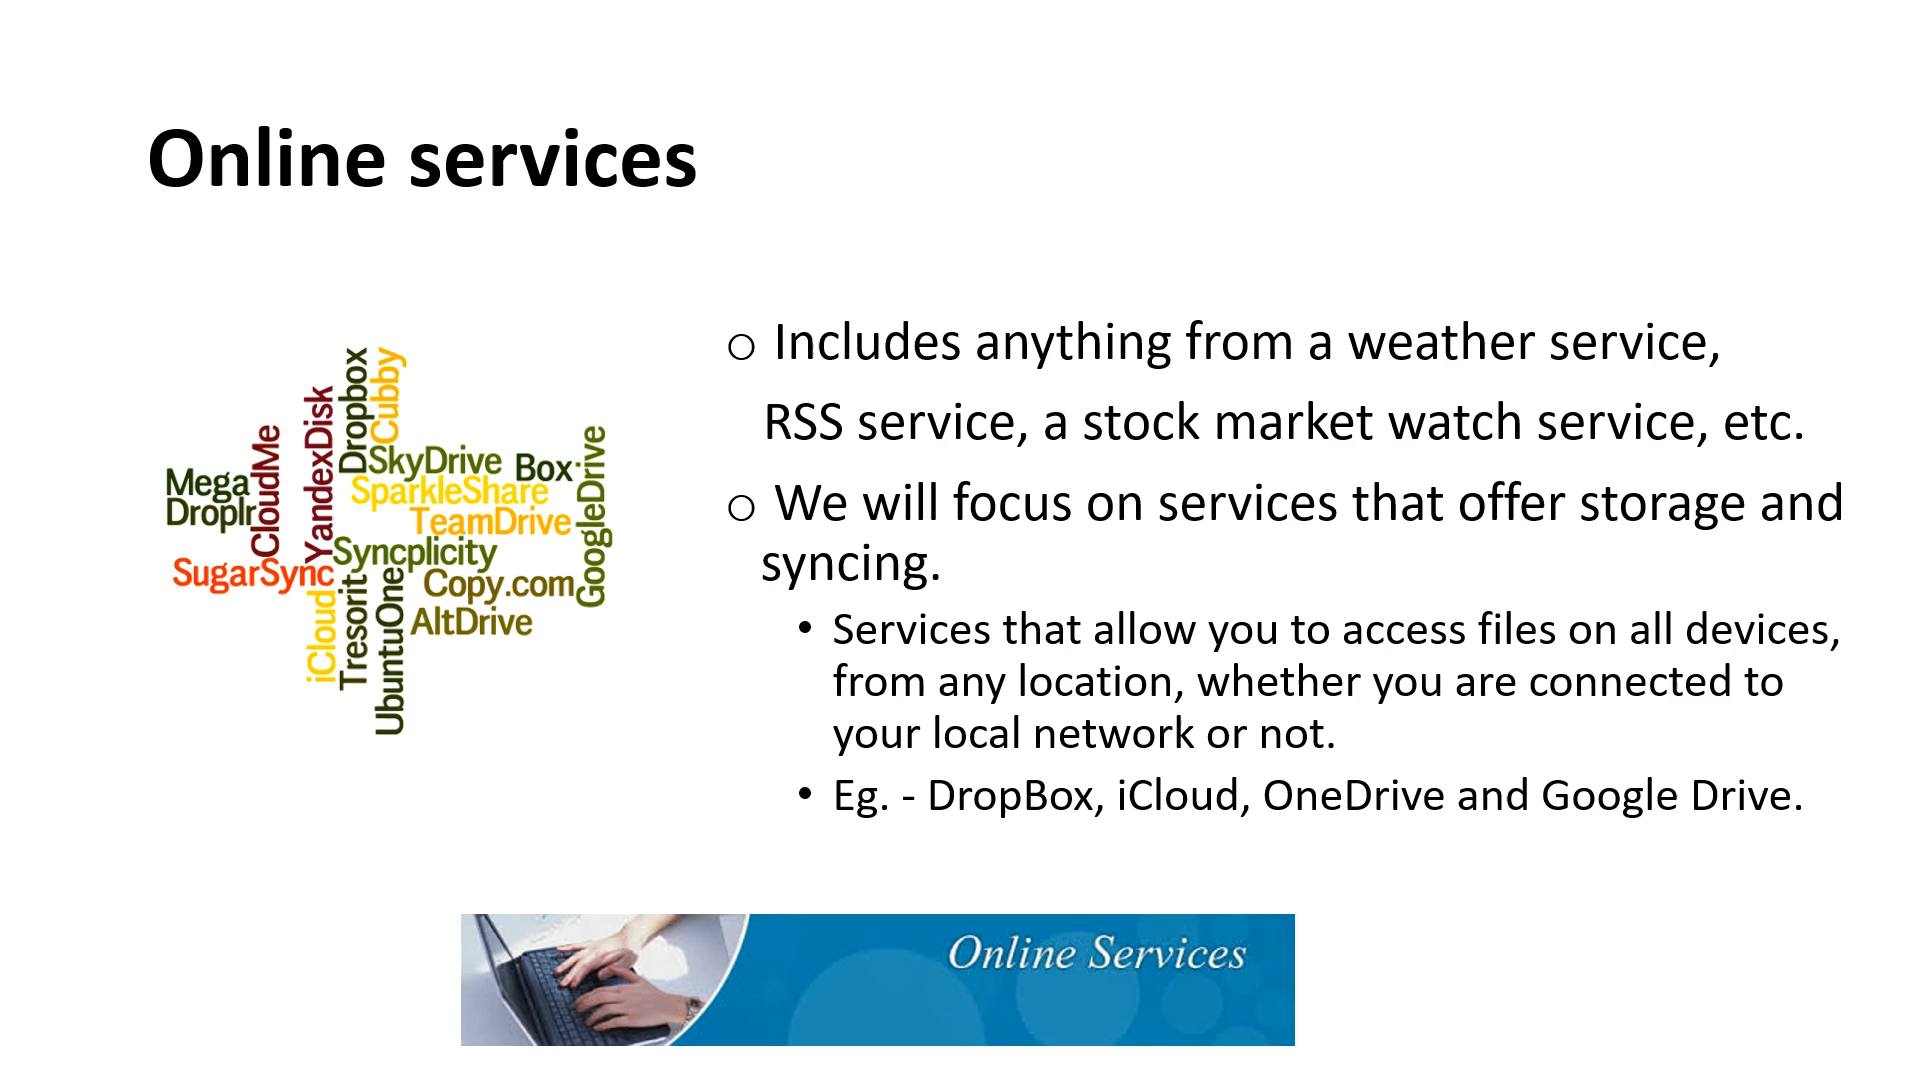 Online services
Dropbox
Cubby
YandexDisk
CloudMe
GoogleDrive
SkyDrive
Box
Mega
SparkleShare
Droplr
TeamDrive
Syncplicity
SugarSync
Copy.com
iCloud
Tresorit
UbuntuOne
AltDrive
o Includes anything from a weather service,
RSS service, a stock market watch service, etc.
o We will focus on services that offer storage and
syncing.
• Services that allow you to access files on all devices,
from any location, whether you are connected to
your local network or not.
• Eg. - DropBox, iCloud, OneDrive and Google Drive.
Online Services